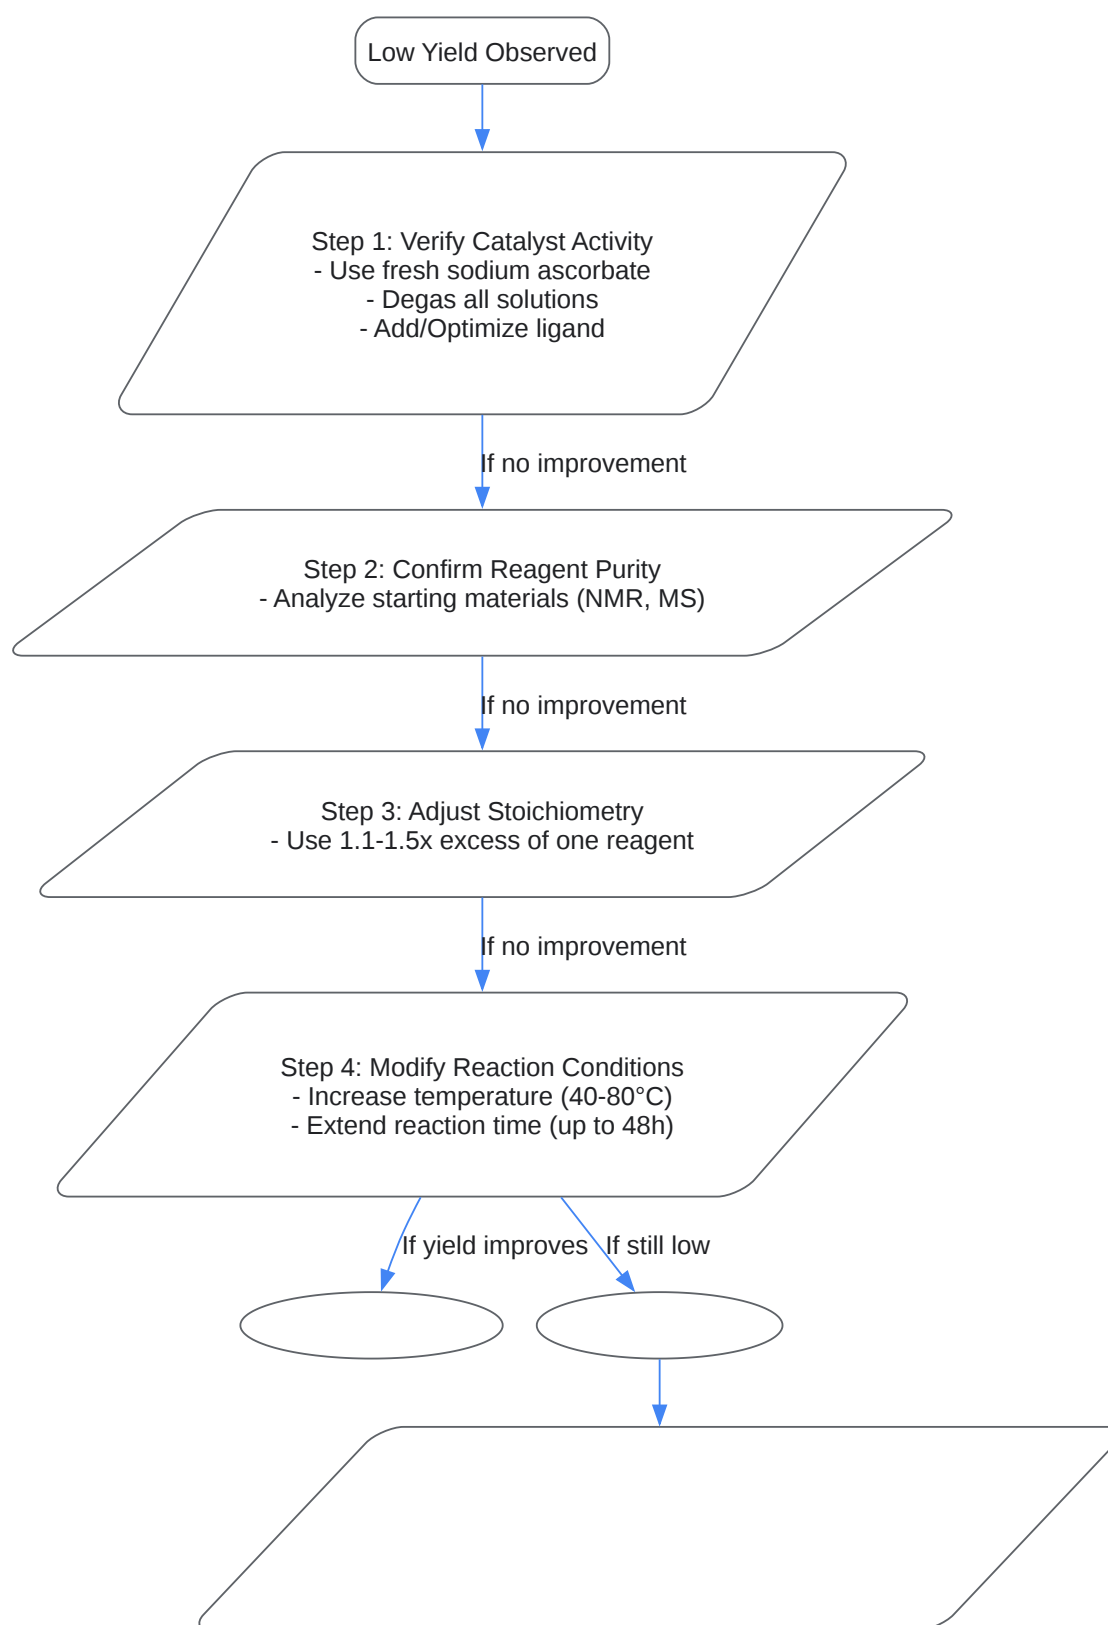 Low Yield Observed
Step 1: Verify Catalyst Activity
- Use fresh sodium ascorbate
- Degas all solutions
- Add/Optimize ligand
If no improvement
Step 2: Confirm Reagent Purity
- Analyze starting materials (NMR, MS)
If no improvement
Step 3: Adjust Stoichiometry
- Use 1.1-1.5x excess of one reagent
If no improvement
Step 4: Modify Reaction Conditions
- Increase temperature (40-80°C)
- Extend reaction time (up to 48h)
If yield improves
If still low